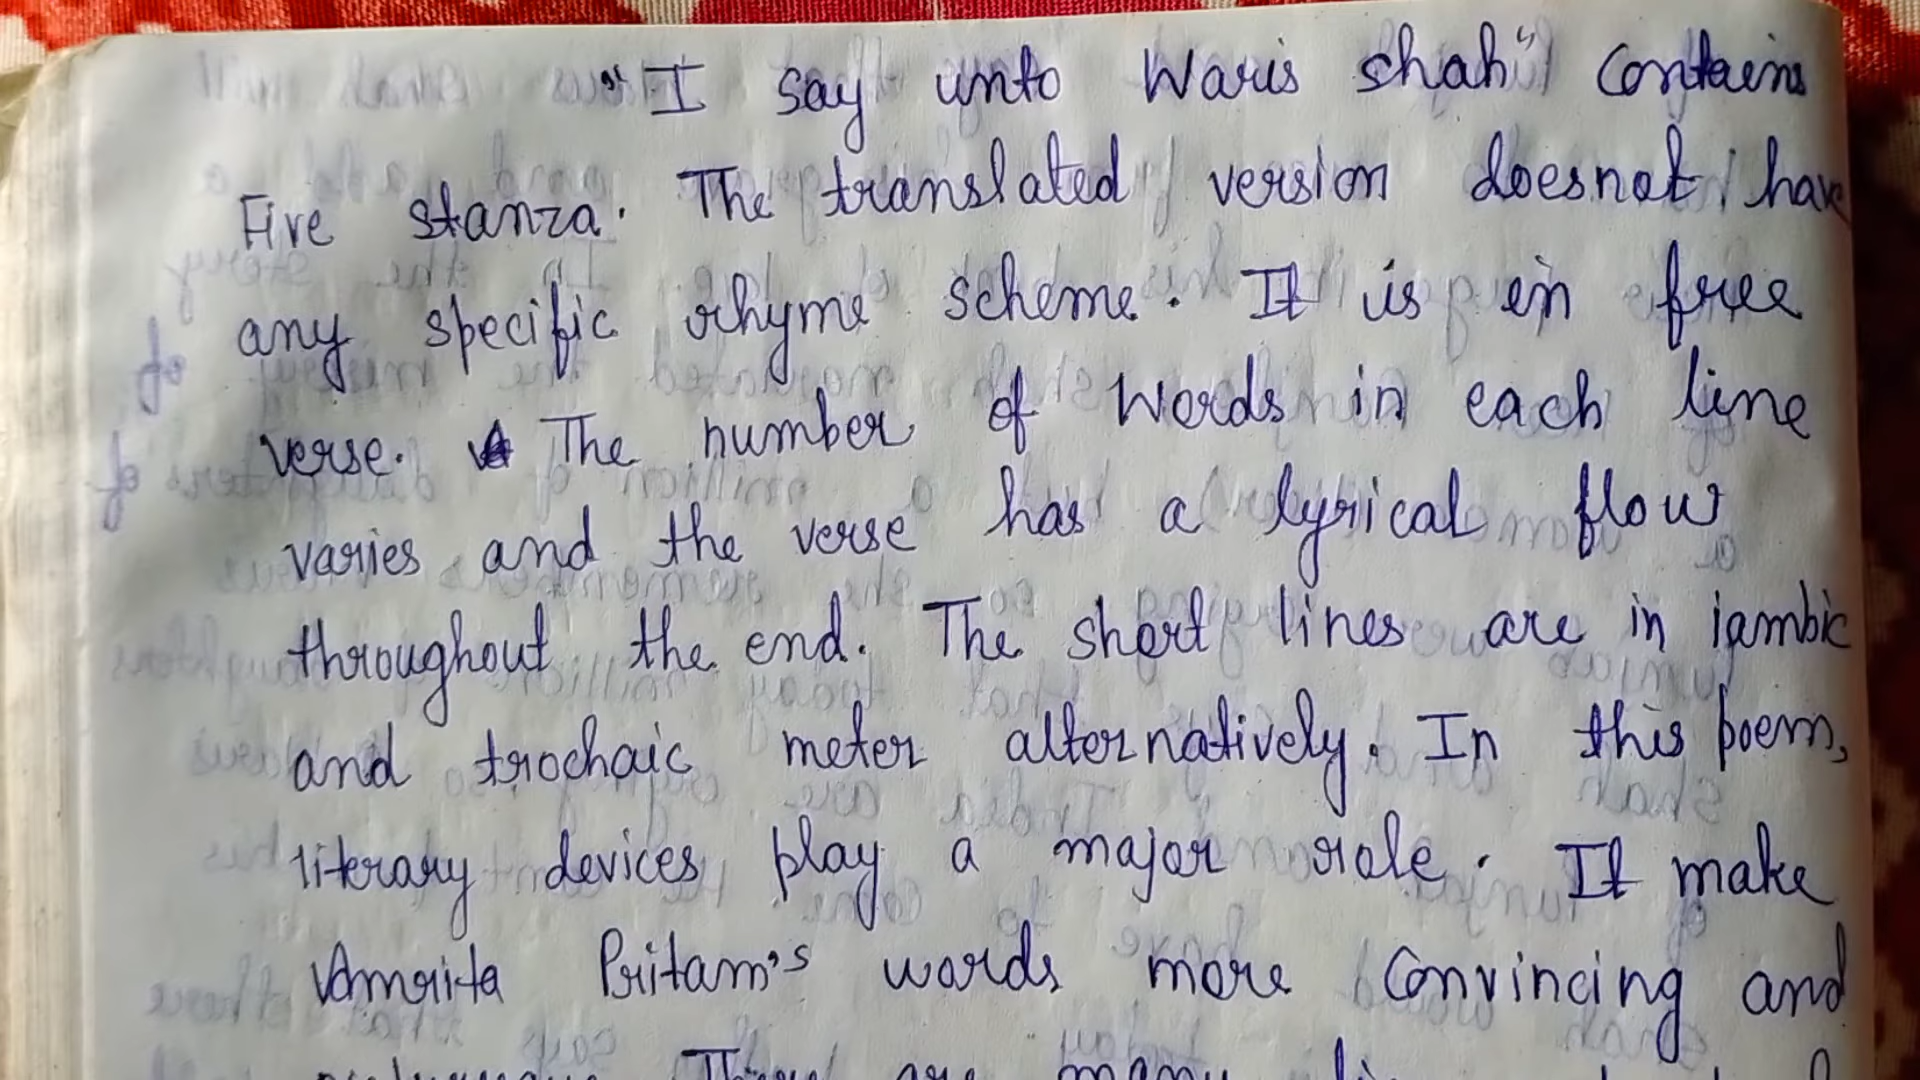 "I say unto Waris shah" Contains
Five stanza. The translated version doesnot have
any specific rhyme scheme. It is in free
verse. The number of words in each line
varies and the verse has a lyrical flow
throughout the end. The short lines are in iambic
and trochaic meter alternatively. In this poem,
literary devices play a major role. It make
Amrita Pritam's words more Convincing and
There are many